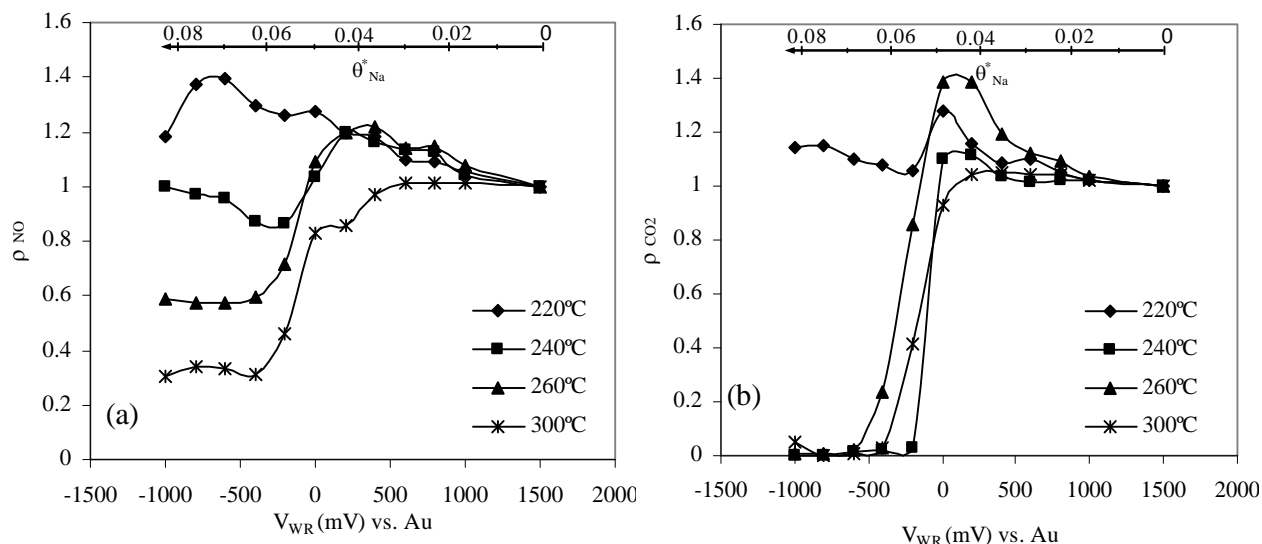 0.08 0.06 0.04 0.02 0
θ*Na
1.6
1.4
1.2
1
0.8
0.6
0.4
0.2
0
ρ NO
(a)
220ºC
240ºC
260ºC
300ºC
-1500 -1000 -500 0 500 1000 1500 2000
VWR (mV) vs. Au
0.08 0.06 0.04 0.02 0
θ*Na
1.6
1.4
1.2
1
0.8
0.6
0.4
0.2
0
ρ CO2
(b)
220ºC
240ºC
260ºC
300ºC
-1500 -1000 -500 0 500 1000 1500 2000
VWR (mV) vs. Au